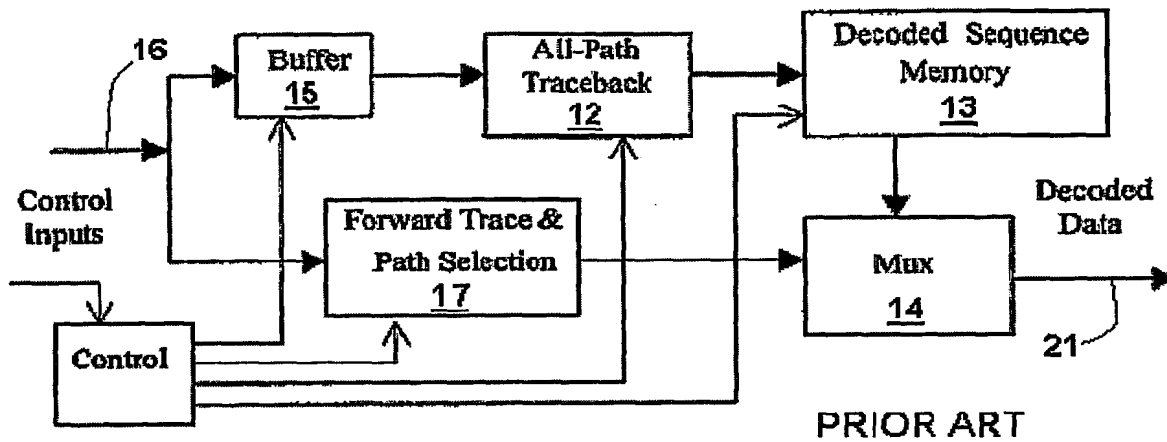 16
Buffer
15
All-Path
Traceback
12
Decoded Sequence
Memory
13
Control
Inputs
Forward Trace &
Path Selection
17
Decoded
Data
Mux
14
21
Control
PRIOR ART